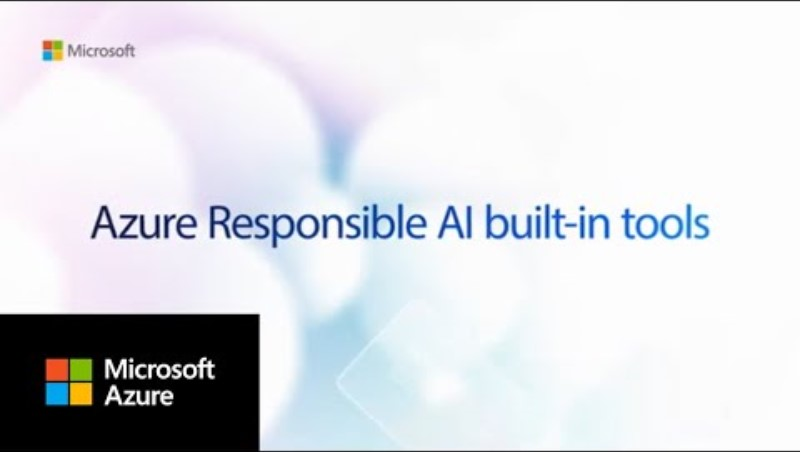 Microsoft
Azure Responsible AI built-in tools
Microsoft
Azure